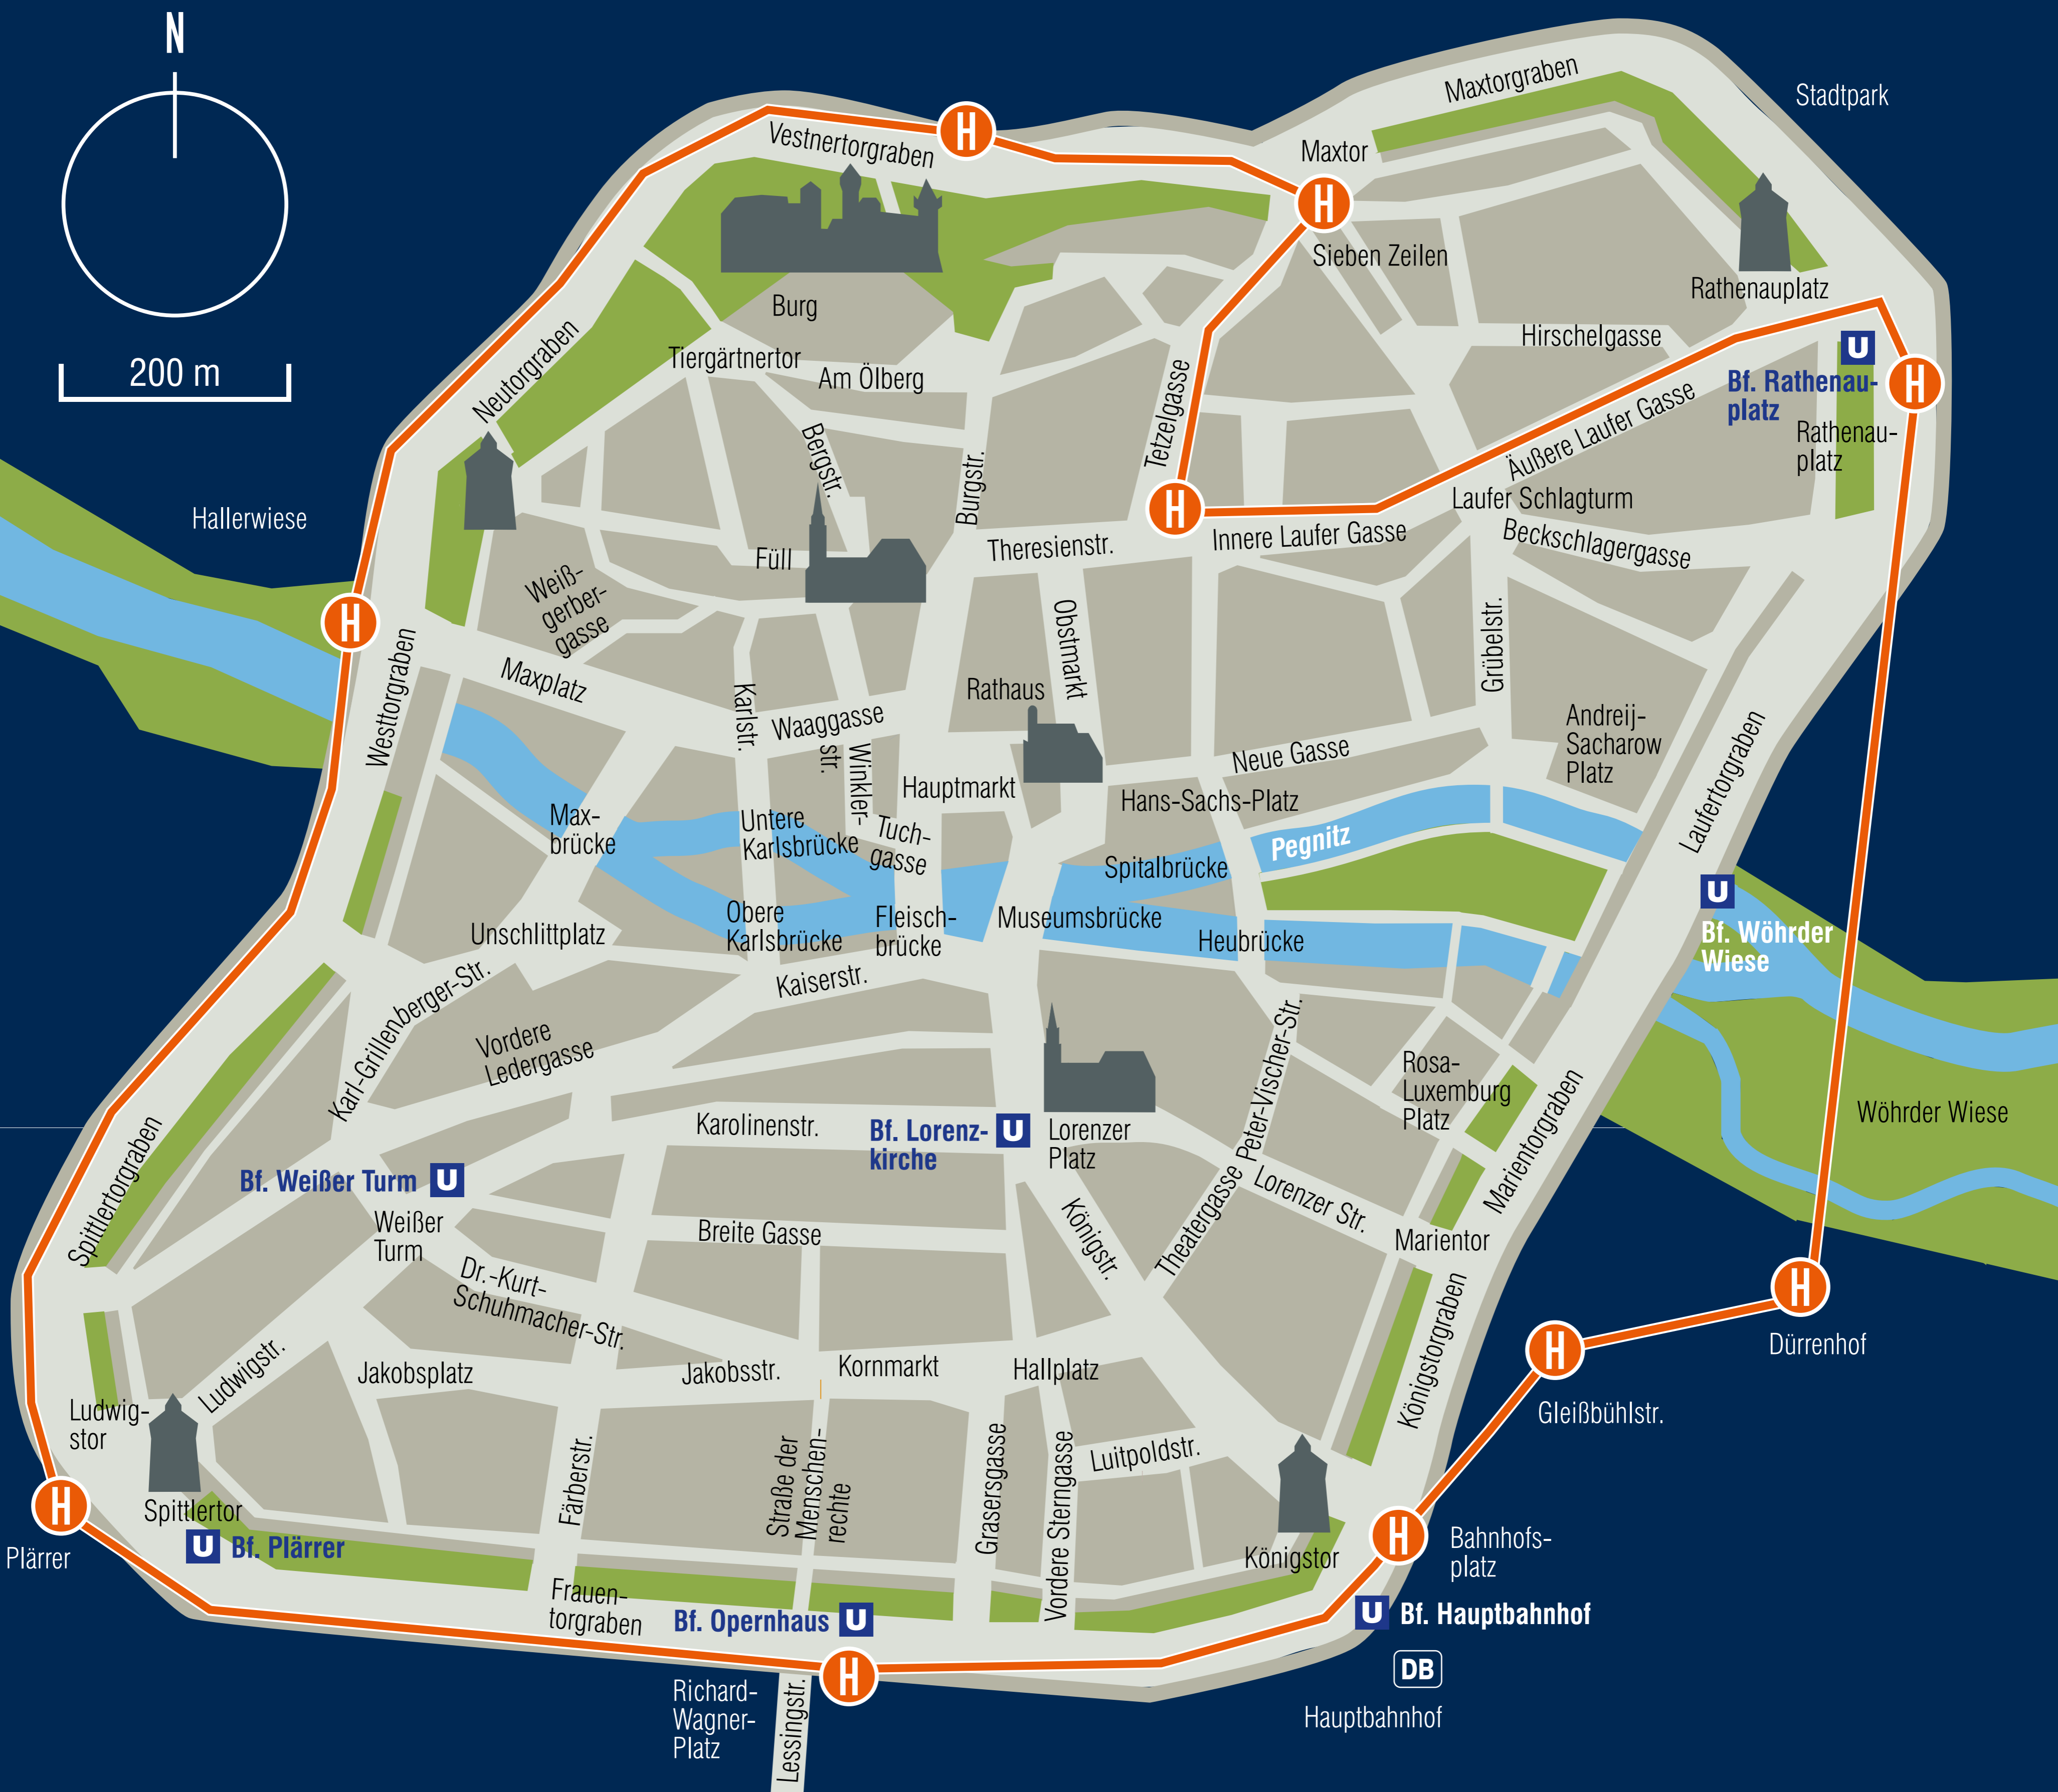 N
200 m
Maxtorgraben
Stadtpark
Vestnertorgraben
H
Maxtor
H
Sieben Zeilen
Rathenauplatz
Burg
Hirschelgasse
Neutorgraben
Tiergärtnertor
Am Ölberg
U
Bf. Rathenau-
platz
H
Rathenau-
platz
Tetzelgasse
Äußere Laufer Gasse
Bergstr.
Burgstr.
Laufer Schlagturm
H
Hallerwiese
Innere Laufer Gasse
Beckschlagergasse
Theresienstr.
Füll
Weiß-
gerber-
gasse
H
Obstmarkt
Grübelstr.
Westtorgraben
Maxplatz
Karlstr.
Waaggasse
Winkler-
str.
Rathaus
Andreij-
Sacharow
Platz
Neue Gasse
Laufertorgraben
Hauptmarkt
Hans-Sachs-Platz
Max-
brücke
Untere
Karlsbrücke
Tuch-
gasse
Pegnitz
Spitalbrücke
U
Bf. Wöhrder
Wiese
Unschlittplatz
Obere
Karlsbrücke
Fleisch-
brücke
Museumsbrücke
Heubrücke
Kaiserstr.
Karl-Grillenberger-Str.
Vordere
Ledergasse
Peter-Vischer-Str.
Rosa-
Luxemburg
Platz
Marientorgraben
Wöhrder Wiese
Karolinenstr.
Bf. Lorenz-
kirche
U
Lorenzer
Platz
Spittlertorgraben
Bf. Weißer Turm
U
Weißer
Turm
Breite Gasse
Königstr.
Theatergasse
Lorenzer Str.
Marientor
Dr.-Kurt-
Schuhmacher-Str.
Königstorgraben
H
Dürrenhof
H
Gleißbühlstr.
Ludwigstr.
Jakobsplatz
Jakobsstr.
Kornmarkt
Hallplatz
Ludwig-
stor
Färberstr.
Straße der
Menschen-
rechte
Grasersgasse
Vordere Sterngasse
Luitpoldstr.
H
Plärrer
Spittlertor
U
Bf. Plärrer
Königstor
H
Bahnhofs-
platz
Frauen-
torgraben
Bf. Opernhaus
U
U
Bf. Hauptbahnhof
H
DB
Hauptbahnhof
Richard-
Wagner-
Platz
Lessingstr.